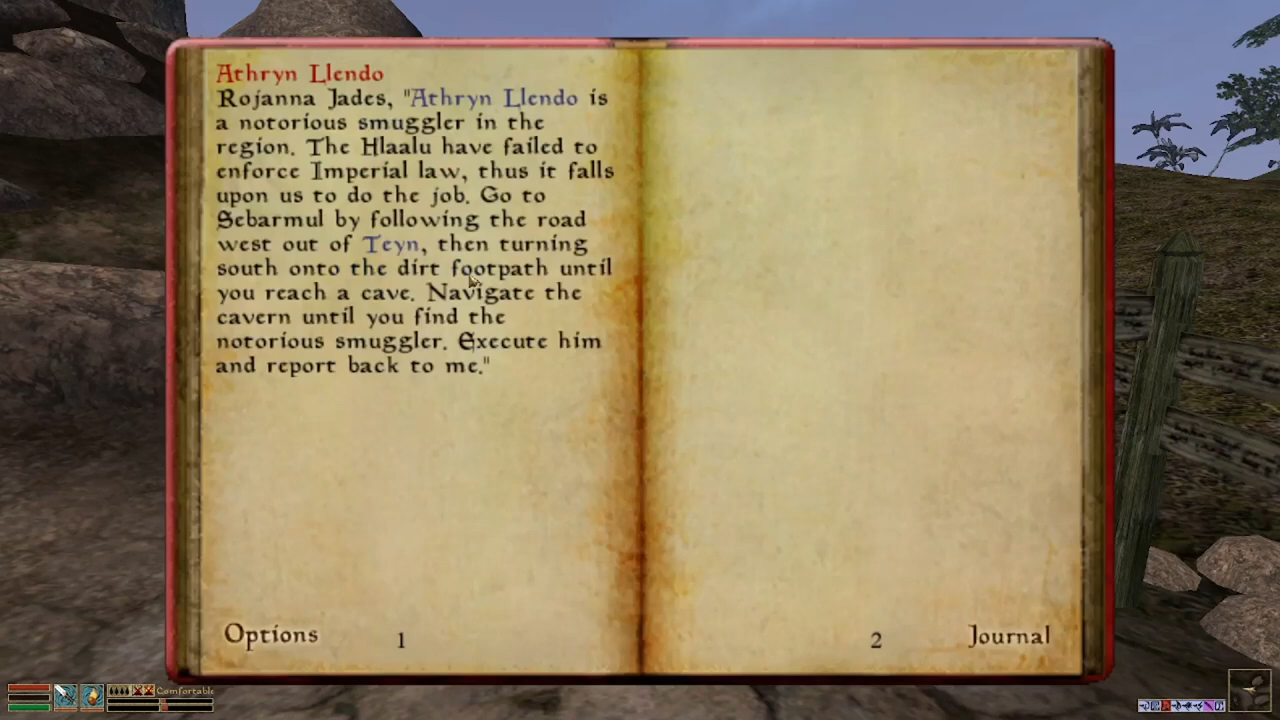 Athryn Llendo
Rojanna Jades, "Athryn Llendo is
a notorious smuggler in the
region. The Hlaalu have failed to
enforce Imperial law, thus it falls
upon us to do the job. Go to
Sebarmul by following the road
west out of Teyn, then turning
south onto the dirt footpath until
you reach a cave. Navigate the
cavern until you find the
notorious smuggler. Execute him
and report back to me."
Options
1
2
Journal
Comfortable